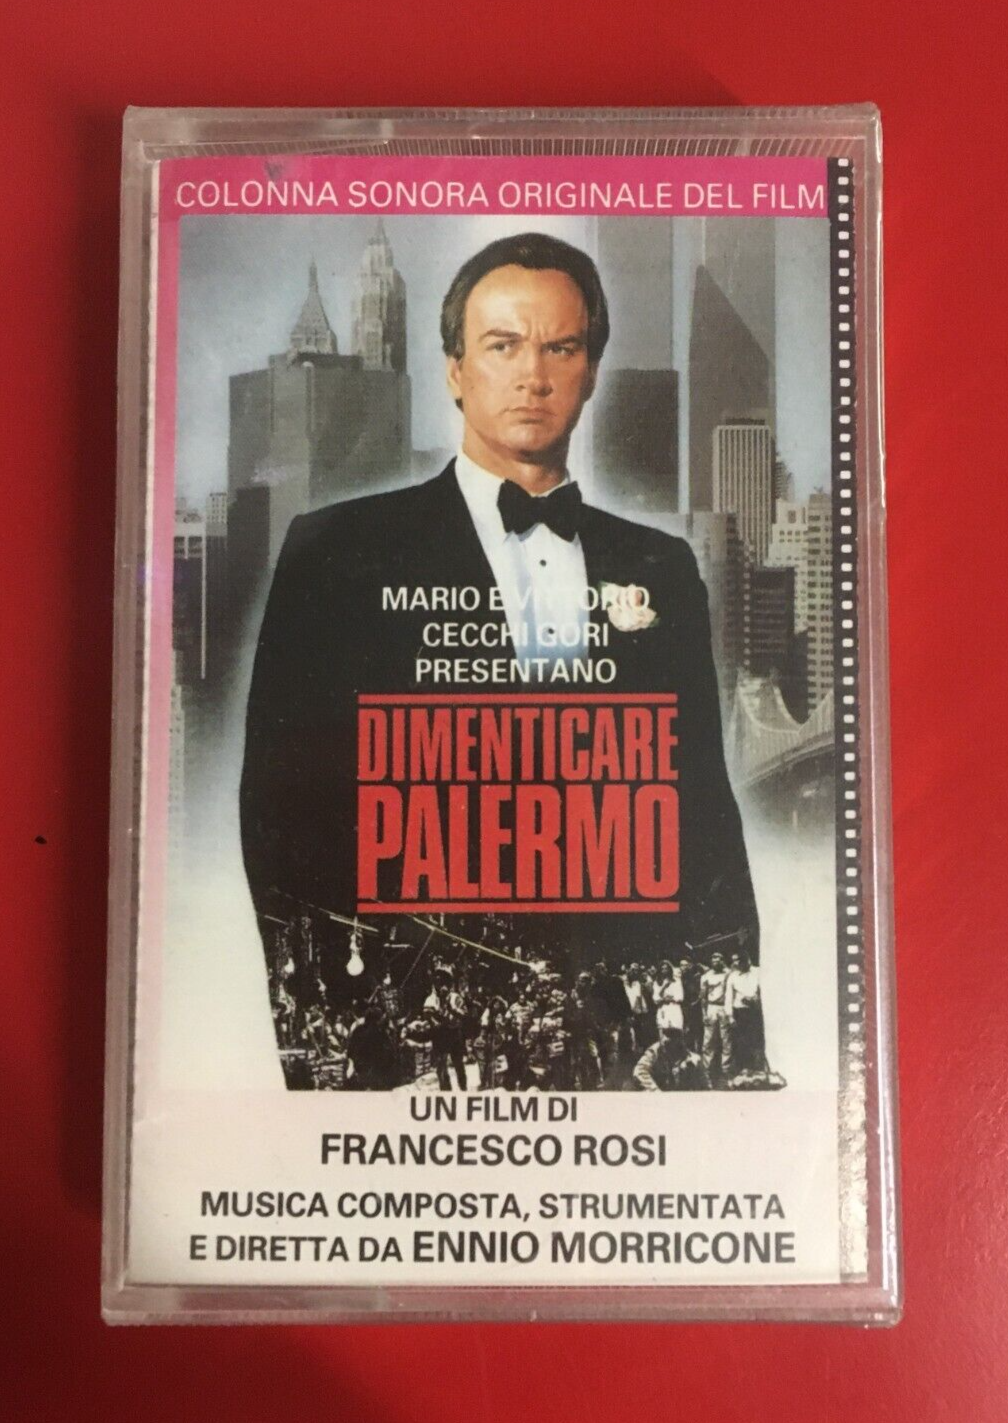 COLONNA SONORA ORIGINALE DEL FILM
MARIO E VITTORIO
CECCHI GORI
PRESENTANO
DIMENTICARE
PALERMO
UN FILM DI
FRANCESCO ROSI
MUSICA COMPOSTA, STRUMENTATA
E DIRETTA DA ENNIO MORRICONE